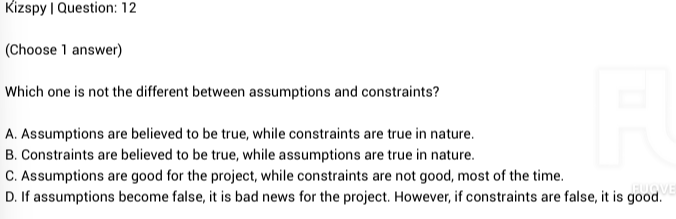 Kizspy | Question: 12
(Choose 1 answer)
Which one is not the different between assumptions and constraints?
A. Assumptions are believed to be true, while constraints are true in nature.
B. Constraints are believed to be true, while assumptions are true in nature.
C. Assumptions are good for the project, while constraints are not good, most of the time.
D. If assumptions become false, it is bad news for the project. However, if constraints are false, it is good.